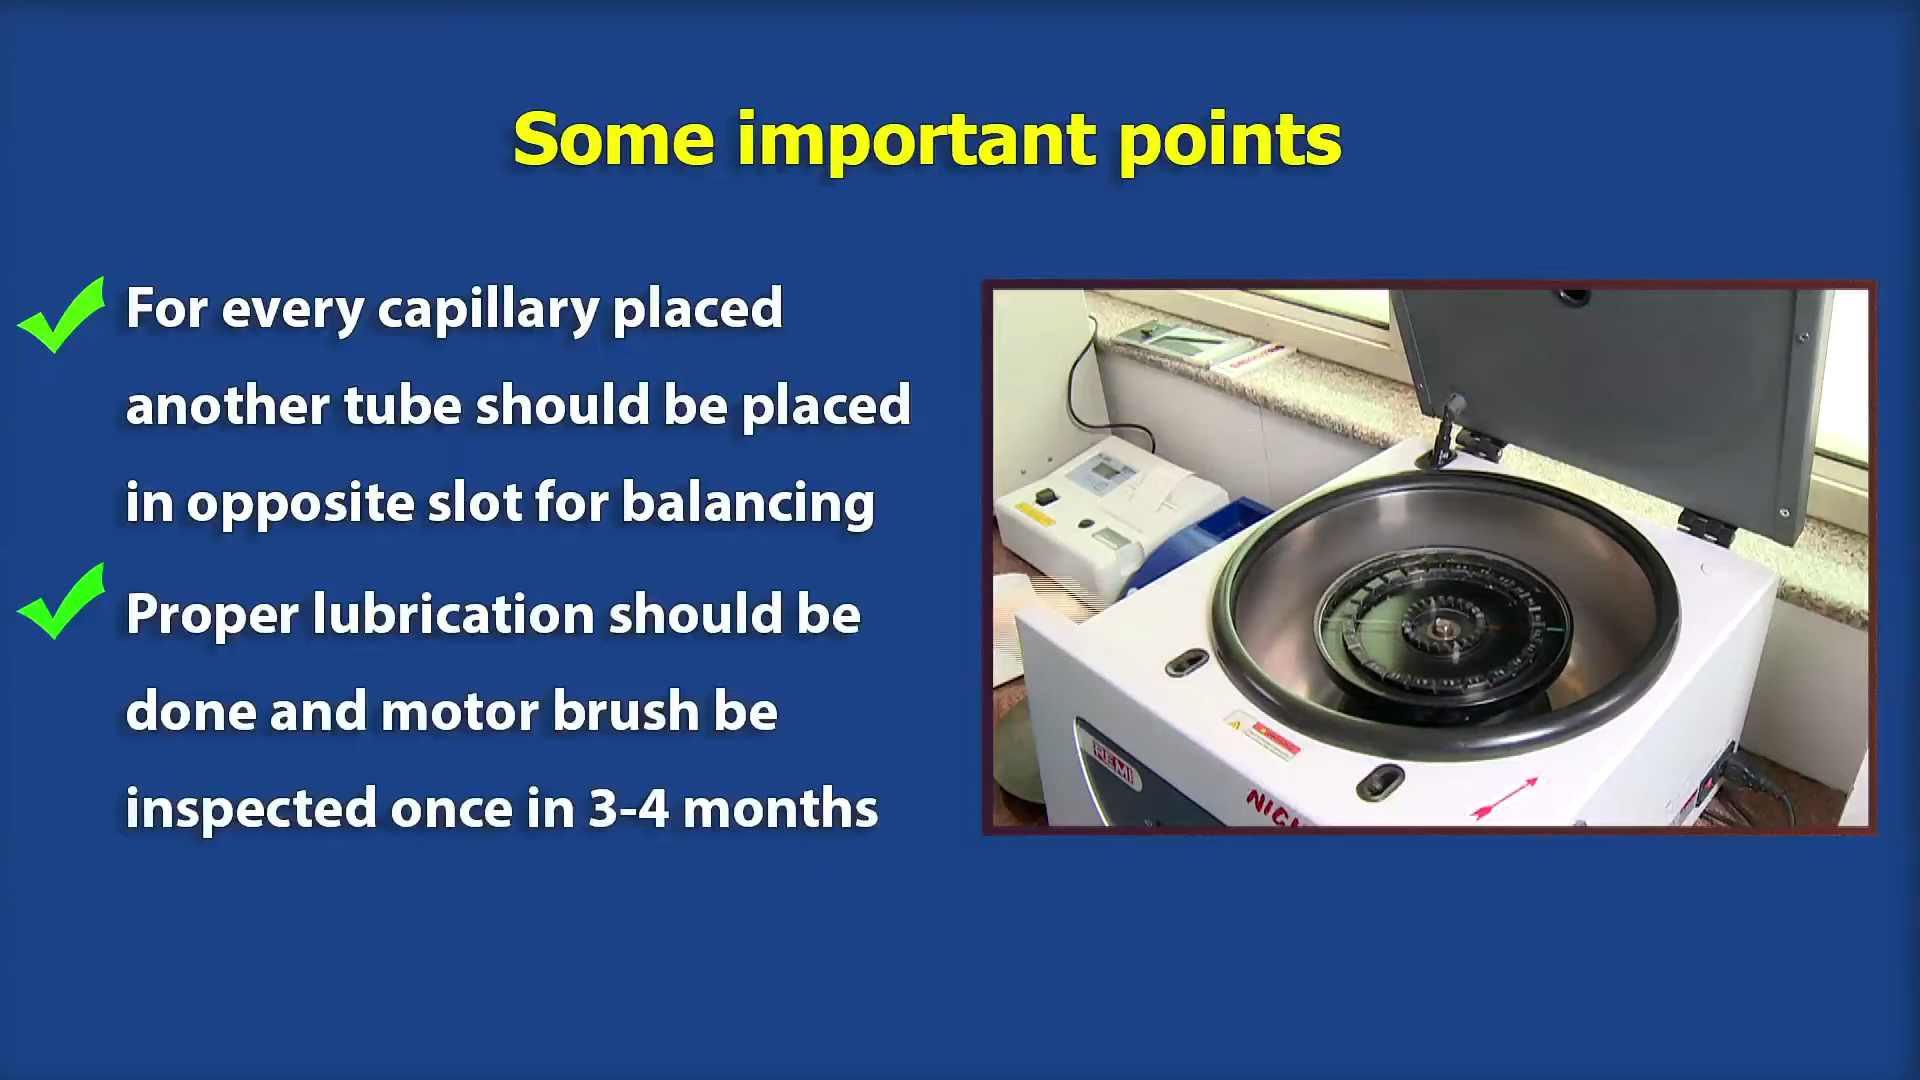 Some important points
For every capillary placed
another tube should be placed
in opposite slot for balancing
Proper lubrication should be
done and motor brush be
inspected once in 3-4 months
REMI